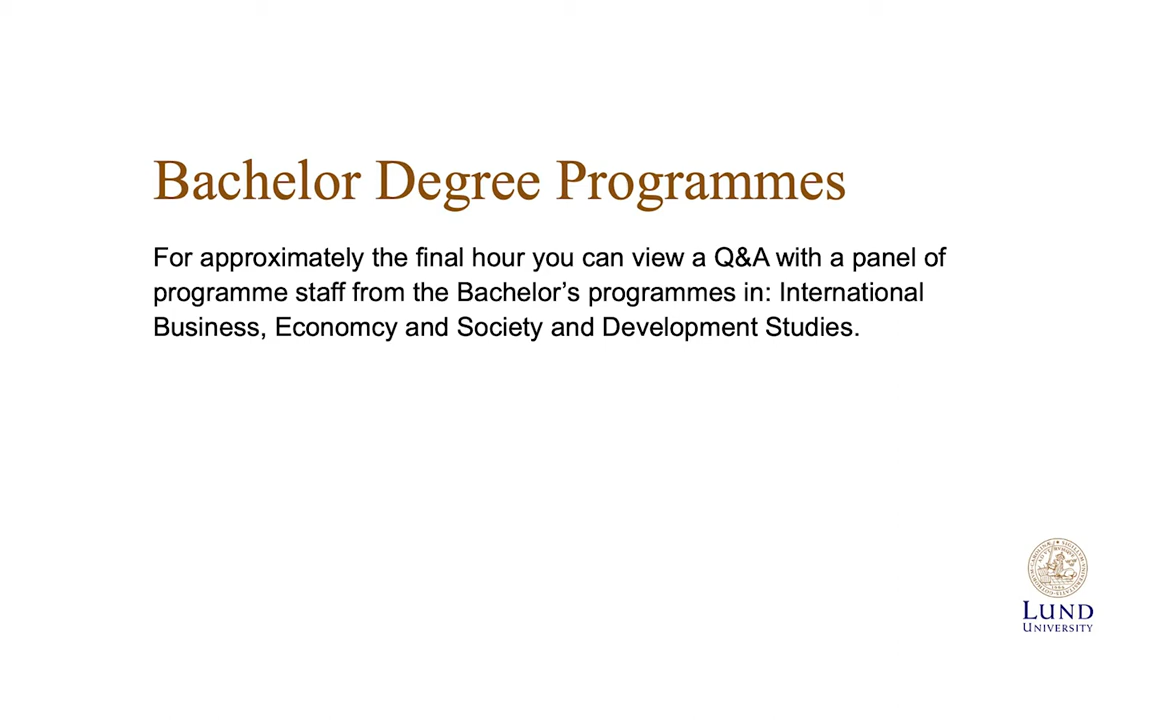 Bachelor Degree Programmes
For approximately the final hour you can view a Q&A with a panel of
programme staff from the Bachelor’s programmes in: International
Business, Economcy and Society and Development Studies.
LUND
UNIVERSITY